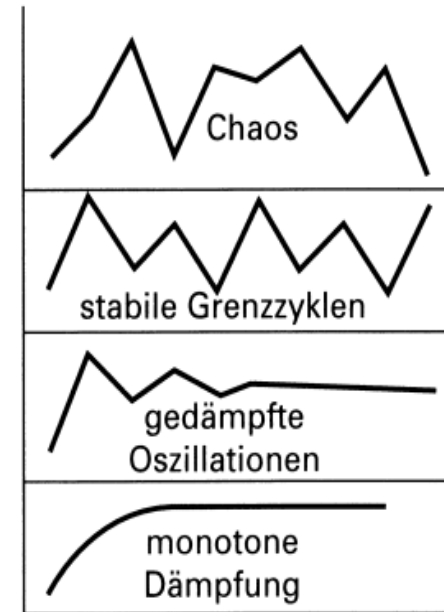 Chaos
stabile Grenzzyklen
gedämpfte
Oszillationen
monotone
Dämpfung